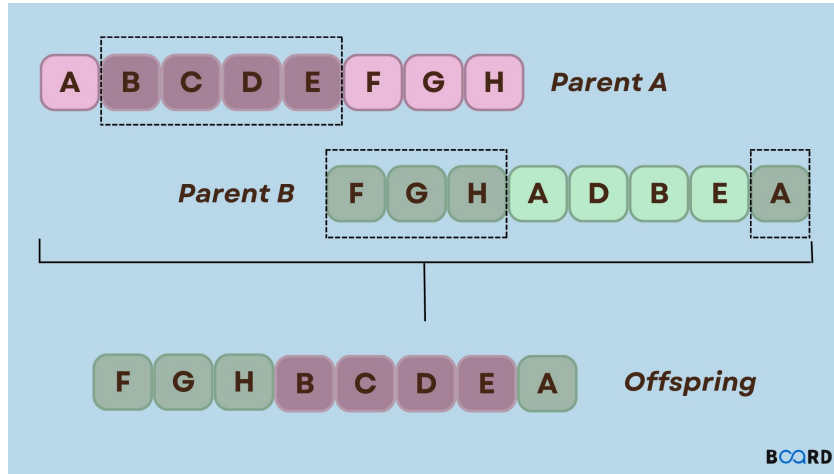 A B C D E F G H Parent A
Parent B F G H A D B E A
F G H B C D E A Offspring
BOARD